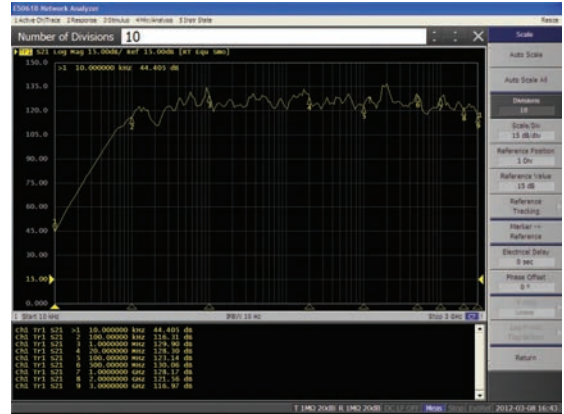 E5061B Network Analyzer
1 Active Ch/Trace 2 Response 3 Stimulus 4 Mkr/Analysis 5 Instr State
Resize
Number of Divisions 10
Scale
Tr1 S21 Log Mag 15.00dB/ Ref 15.00dB [RT Equ Smo]
150.0
>1 10.000000 kHz 44.405 dB
135.0
120.0
105.0
90.00
75.00
60.00
45.00
30.00
15.00
0.000
Auto Scale
Auto Scale All
Divisions
10
Scale/Div
15 dB/div
Reference Position
1 Div
Reference Value
15 dB
Reference
Tracking
Marker ->
Reference
Electrical Delay
0 sec
Phase Offset
0 °
Return
1 Start 10 kHz
IFBW 10 Hz
Stop 3 GHz
Ch1 Tr1 S21 >1 10.000000 kHz 44.405 dB
Ch1 Tr1 S21 2 100.00000 kHz 116.31 dB
Ch1 Tr1 S21 3 1.0000000 MHz 129.90 dB
Ch1 Tr1 S21 4 20.000000 MHz 128.30 dB
Ch1 Tr1 S21 5 100.00000 MHz 123.14 dB
Ch1 Tr1 S21 6 500.00000 MHz 130.06 dB
Ch1 Tr1 S21 7 1.0000000 GHz 128.17 dB
Ch1 Tr1 S21 8 2.0000000 GHz 121.56 dB
Ch1 Tr1 S21 9 3.0000000 GHz 116.97 dB
T 1MΩ 20dB R 1MΩ 20dB DC LF OFF Meas Stop ExtRef 2012-03-08 16:43